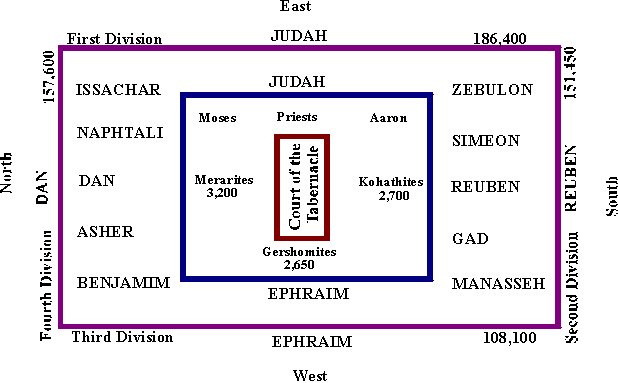 East
First Division JUDAH 186,400
157,600
151,450
JUDAH
ISSACHAR
ZEBULON
Moses Priests Aaron
NAPHTALI
SIMEON
North
DAN
DAN
Merarites
3,200
Court of the
Tabernacle
Kohathites
2,700
REUBEN
REUBEN
South
ASHER
GAD
Gershomites
2,650
Fourth Division
BENJAMIM
EPHRAIM
MANASSEH
Second Division
Third Division EPHRAIM 108,100
West